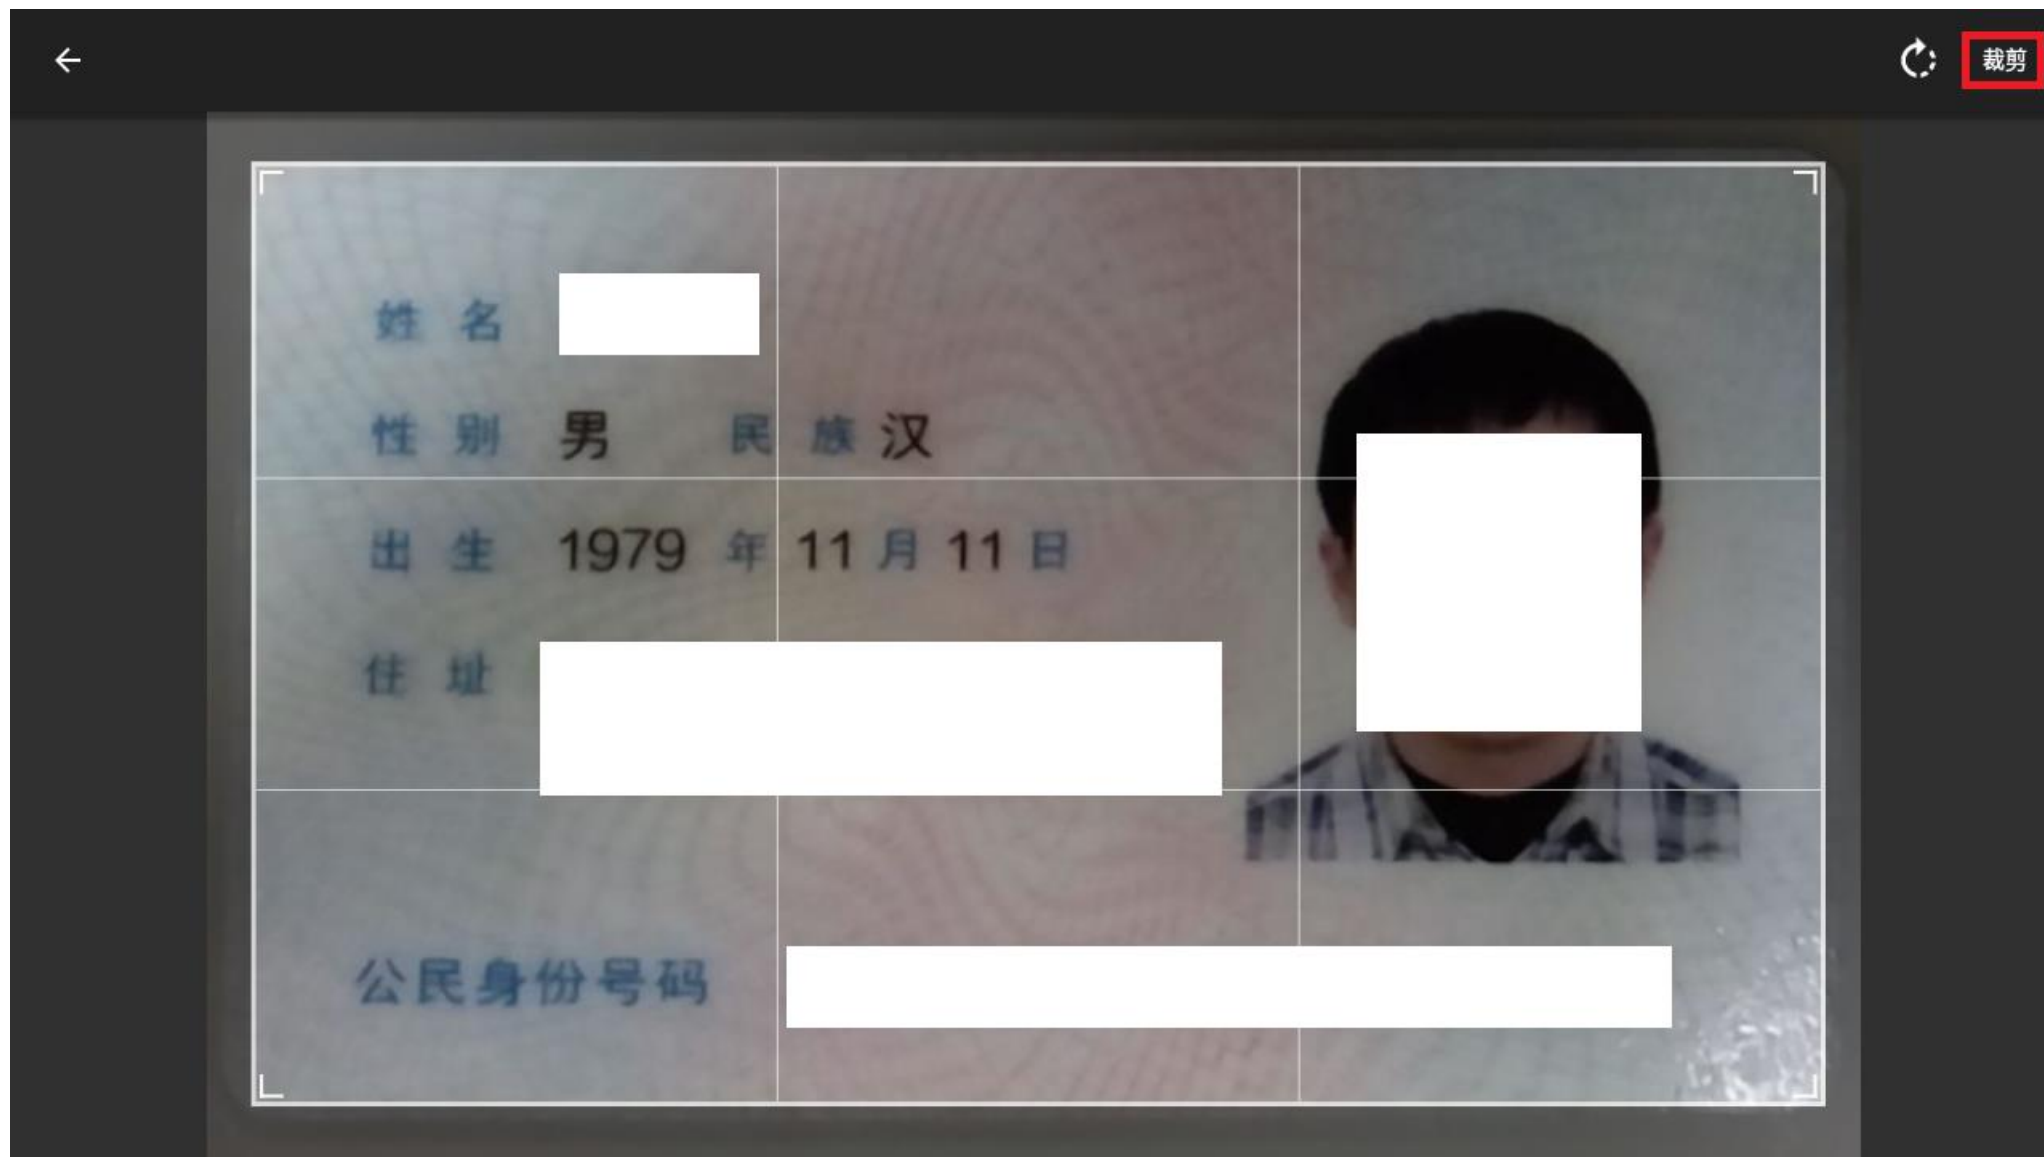 裁剪
姓名
性别 男 民族 汉
出生 1979 年 11 月 11 日
住址
公民身份号码